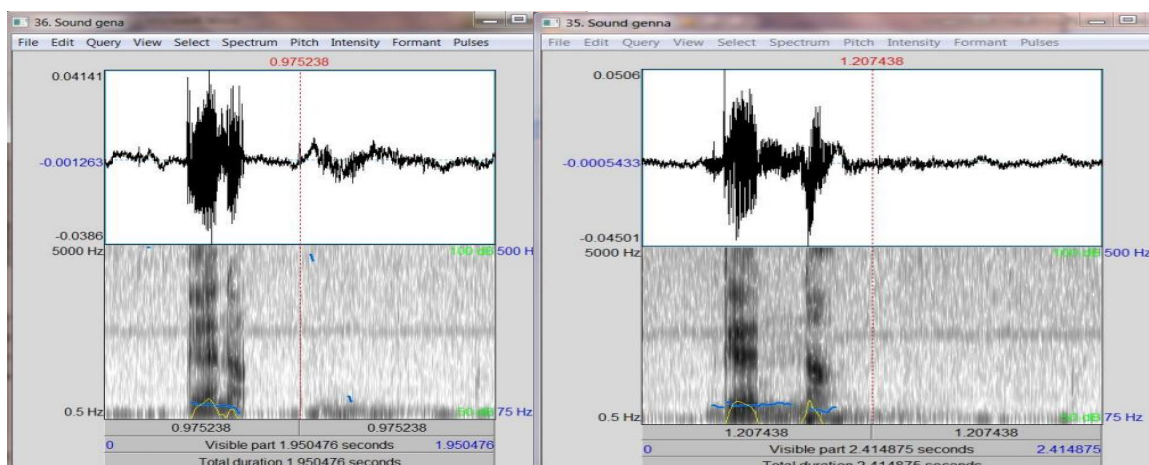 36. Sound gena
File Edit Query View Select Spectrum Pitch Intensity Formant Pulses
0.975238
0.04141
-0.001263
-0.0386
5000 Hz 100 dB 500 H
0.5 Hz 50 dB 75 Hz
0.975238 0.975238
0 Visible part 1.950476 seconds 1.950476
Total duration 1.950476 seconds
35. Sound genna
File Edit Query View Select Spectrum Pitch Intensity Formant Pulses
1.207438
0.0506
-0.0005433
-0.04501
5000 Hz 100 dB 500 Hz
0.5 Hz 50 dB 75 Hz
1.207438 1.207438
0 Visible part 2.414875 seconds 2.414875
Total duration 2.414875 seconds